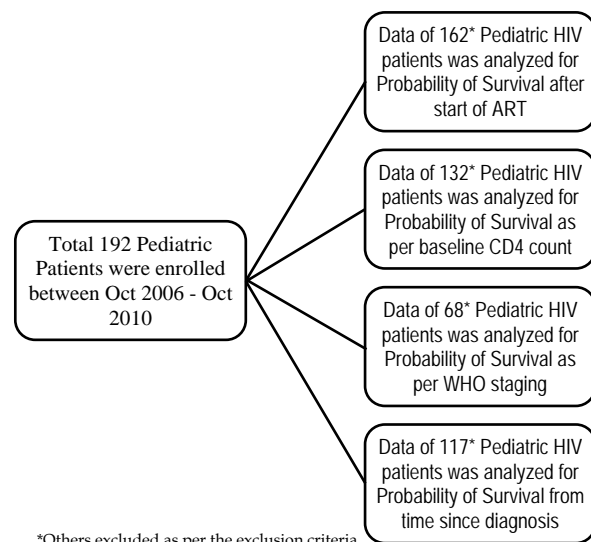 Total 192 Pediatric
Patients were enrolled
between Oct 2006 - Oct
2010
Data of 162* Pediatric HIV
patients was analyzed for
Probability of Survival after
start of ART
Data of 132* Pediatric HIV
patients was analyzed for
Probability of Survival as
per baseline CD4 count
Data of 68* Pediatric HIV
patients was analyzed for
Probability of Survival as
per WHO staging
Data of 117* Pediatric HIV
patients was analyzed for
Probability of Survival from
time since diagnosis
*Others excluded as per the exclusion criteria